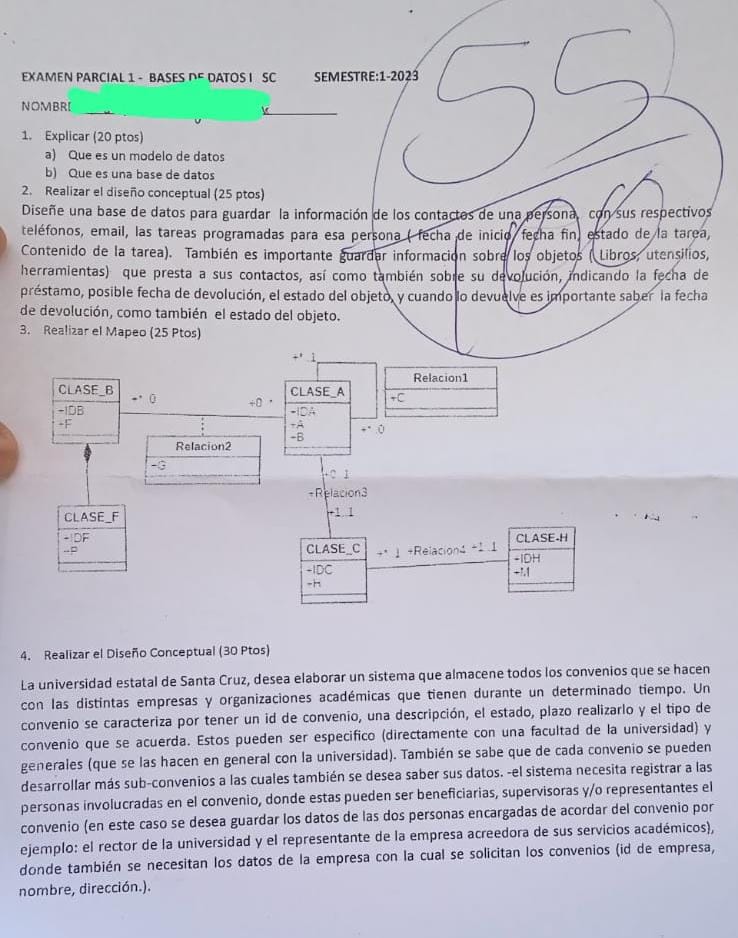 55
100
EXAMEN PARCIAL 1 - BASES DE DATOS I SC SEMESTRE:1-2023
NOMBRE
1. Explicar (20 ptos)
a) Que es un modelo de datos
b) Que es una base de datos
2. Realizar el diseño conceptual (25 ptos)
Diseñe una base de datos para guardar la información de los contactos de una persona, con sus respectivos
teléfonos, email, las tareas programadas para esa persona ( fecha de inicio, fecha fin, estado de la tarea,
Contenido de la tarea). También es importante guardar información sobre los objetos ( Libros, utensilios,
herramientas) que presta a sus contactos, así como también sobre su devolución, indicando la fecha de
préstamo, posible fecha de devolución, el estado del objeto, y cuando lo devuelve es importante saber la fecha
de devolución, como también el estado del objeto.
3. Realizar el Mapeo (25 Ptos)
+* .1
Relacion1
+C
CLASE_B
-IDB
+F
+* 0
+0 *
CLASE_A
-IDA
+A
-B
+* .0
Relacion2
-G
+0 1
+Relacion3
+1..1
CLASE_F
-IDF
-P
CLASE_C
-IDC
-H
+* 1 +Relacion4 +1..1
CLASE-H
-IDH
+M
4. Realizar el Diseño Conceptual (30 Ptos)
La universidad estatal de Santa Cruz, desea elaborar un sistema que almacene todos los convenios que se hacen
con las distintas empresas y organizaciones académicas que tienen durante un determinado tiempo. Un
convenio se caracteriza por tener un id de convenio, una descripción, el estado, plazo realizarlo y el tipo de
convenio que se acuerda. Estos pueden ser especifico (directamente con una facultad de la universidad) y
generales (que se las hacen en general con la universidad). También se sabe que de cada convenio se pueden
desarrollar más sub-convenios a las cuales también se desea saber sus datos. -el sistema necesita registrar a las
personas involucradas en el convenio, donde estas pueden ser beneficiarias, supervisoras y/o representantes el
convenio (en este caso se desea guardar los datos de las dos personas encargadas de acordar del convenio por
ejemplo: el rector de la universidad y el representante de la empresa acreedora de sus servicios académicos),
donde también se necesitan los datos de la empresa con la cual se solicitan los convenios (id de empresa,
nombre, dirección.).